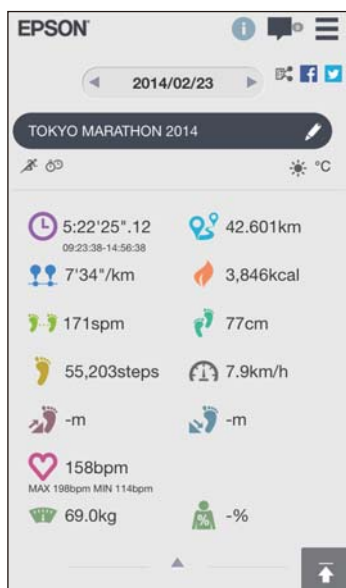 EPSON
2014/02/23
TOKYO MARATHON 2014
°C
5:22'25".12
09:23:38-14:56:38
42.601km
7'34"/km
3,846kcal
171spm
77cm
55,203steps
7.9km/h
-m
-m
158bpm
MAX 198bpm MIN 114bpm
69.0kg
-%